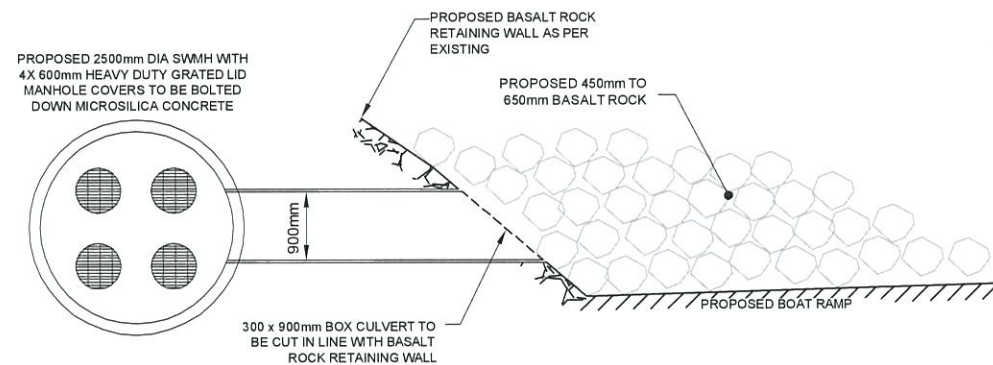 PROPOSED BASALT ROCK
RETAINING WALL AS PER
EXISTING
PROPOSED 2500mm DIA SWMH WITH
4X 600mm HEAVY DUTY GRATED LID
MANHOLE COVERS TO BE BOLTED
DOWN MICROSILICA CONCRETE
PROPOSED 450mm TO
650mm BASALT ROCK
900mm
PROPOSED BOAT RAMP
300 x 900mm BOX CULVERT TO
BE CUT IN LINE WITH BASALT
ROCK RETAINING WALL